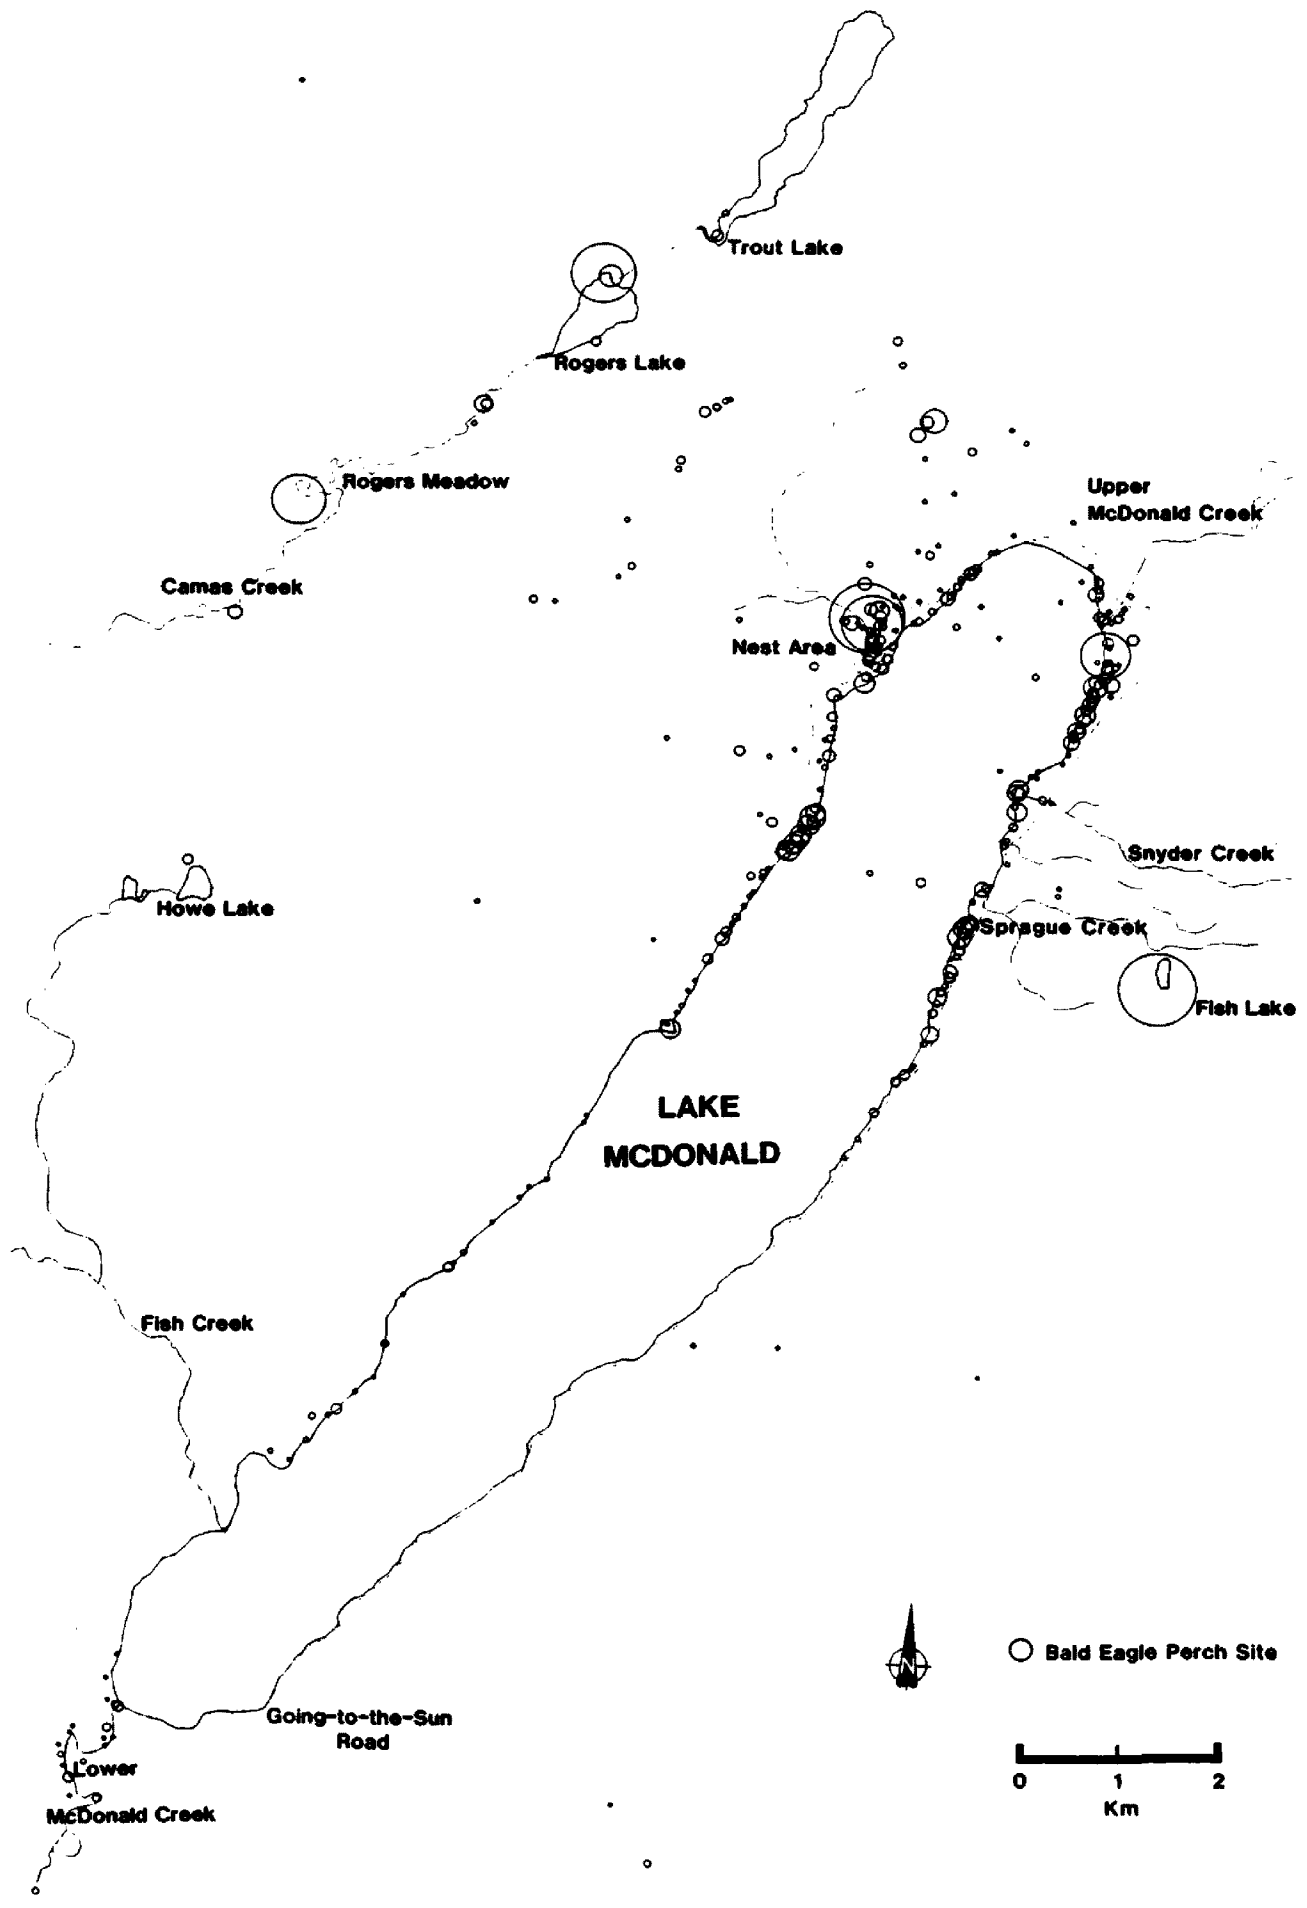 Trout Lake
Rogers Lake
Rogers Meadow
Upper
McDonald Creek
Camas Creek
Nest Area
Snyder Creek
Howe Lake
Sprague Creek
Fish Lake
LAKE
MCDONALD
Fish Creek
N
Bald Eagle Perch Site
Going-to-the-Sun
Road
Lower
McDonald Creek
0 1 2
Km